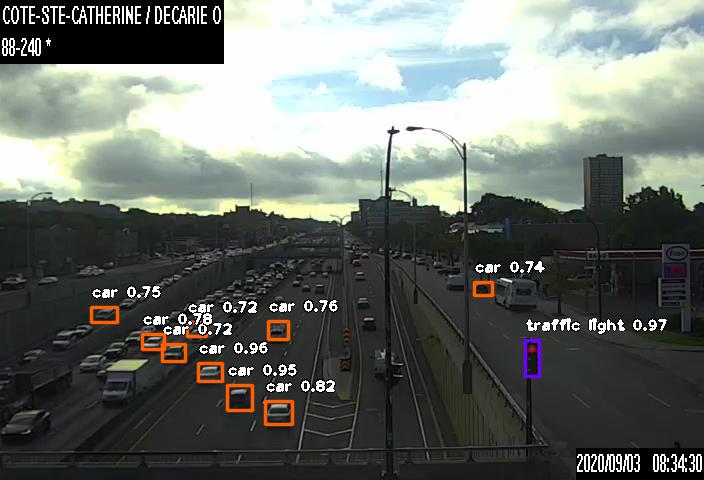 COTE-STE-CATHERINE / DECARIE O
88-240 *
car 0.74
car 0.75
car 0.72
car 0.76
car 0.78
car 0.72
traffic light 0.97
car 0.96
car 0.95
car 0.82
Esso
2020/09/03 08:34:30